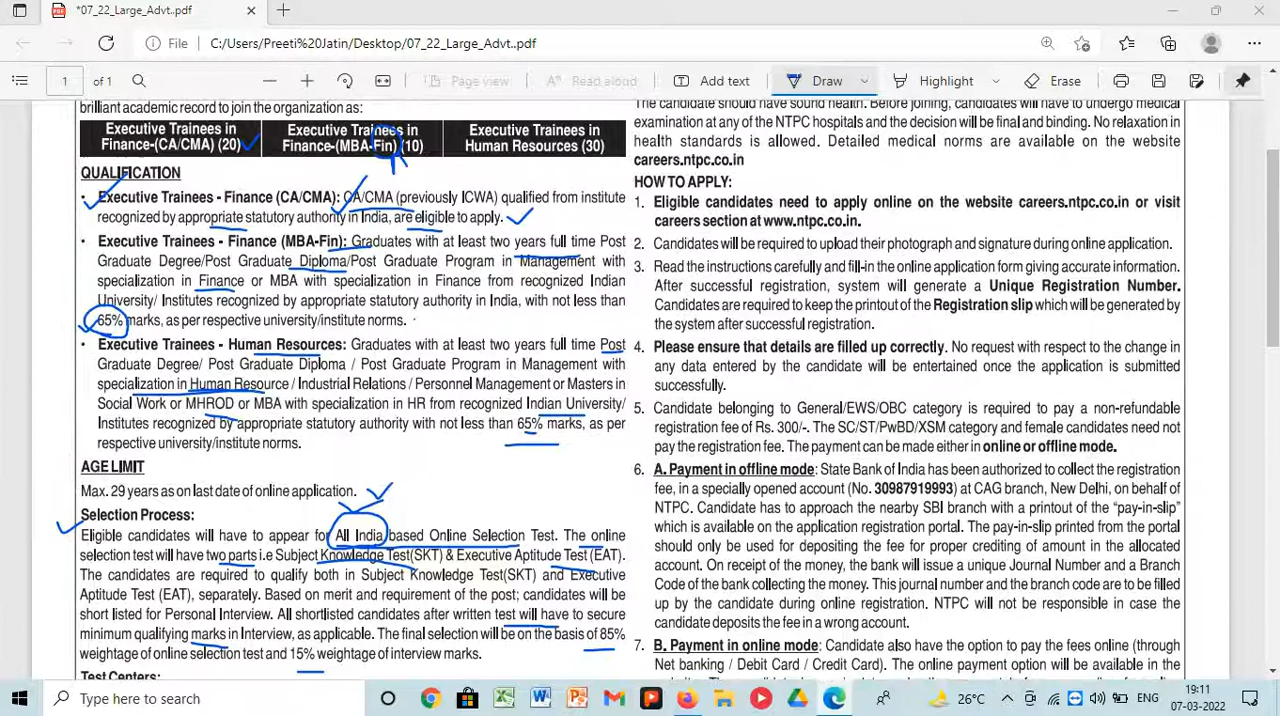 *07_22_Large_Advt..pdf
File
C:/Users/Preeti%20Jatin/Desktop/07_22_Large_Advt..pdf
1 of 1
Page view
Read aloud
Add text
Draw
Highlight
Erase
brilliant academic record to join the organization as:
Executive Trainees in
Finance-(CA/CMA) (20)
Executive Trainees in
Finance-(MBA-Fin) (10)
Executive Trainees in
Human Resources (30)
QUALIFICATION
• Executive Trainees - Finance (CA/CMA): CA/CMA (previously ICWA) qualified from institute
recognized by appropriate statutory authority in India, are eligible to apply.
• Executive Trainees - Finance (MBA-Fin): Graduates with at least two years full time Post
Graduate Degree/Post Graduate Diploma/Post Graduate Program in Management with
specialization in Finance or MBA with specialization in Finance from recognized Indian
University/ Institutes recognized by appropriate statutory authority in India, with not less than
65% marks, as per respective university/institute norms.
• Executive Trainees - Human Resources: Graduates with at least two years full time Post
Graduate Degree/ Post Graduate Diploma / Post Graduate Program in Management with
specialization in Human Resource / Industrial Relations / Personnel Management or Masters in
Social Work or MHROD or MBA with specialization in HR from recognized Indian University/
Institutes recognized by appropriate statutory authority with not less than 65% marks, as per
respective university/institute norms.
AGE LIMIT
Max. 29 years as on last date of online application.
Selection Process:
Eligible candidates will have to appear for All India based Online Selection Test. The online
selection test will have two parts i.e Subject Knowledge Test(SKT) & Executive Aptitude Test (EAT).
The candidates are required to qualify both in Subject Knowledge Test(SKT) and Executive
Aptitude Test (EAT), separately. Based on merit and requirement of the post; candidates will be
short listed for Personal Interview. All shortlisted candidates after written test will have to secure
minimum qualifying marks in Interview, as applicable. The final selection will be on the basis of 85%
weightage of online selection test and 15% weightage of interview marks.
Test Centers:
The candidate should have sound health. Before joining, candidates will have to undergo medical
examination at any of the NTPC hospitals and the decision will be final and binding. No relaxation in
health standards is allowed. Detailed medical norms are available on the website
careers.ntpc.co.in
HOW TO APPLY:
1. Eligible candidates need to apply online on the website careers.ntpc.co.in or visit
careers section at www.ntpc.co.in.
2. Candidates will be required to upload their photograph and signature during online application.
3. Read the instructions carefully and fill-in the online application form giving accurate information.
After successful registration, system will generate a Unique Registration Number.
Candidates are required to keep the printout of the Registration slip which will be generated by
the system after successful registration.
4. Please ensure that details are filled up correctly. No request with respect to the change in
any data entered by the candidate will be entertained once the application is submitted
successfully.
5. Candidate belonging to General/EWS/OBC category is required to pay a non-refundable
registration fee of Rs. 300/-. The SC/ST/PwBD/XSM category and female candidates need not
pay the registration fee. The payment can be made either in online or offline mode.
6. A. Payment in offline mode: State Bank of India has been authorized to collect the registration
fee, in a specially opened account (No. 30987919993) at CAG branch, New Delhi, on behalf of
NTPC. Candidate has to approach the nearby SBI branch with a printout of the "pay-in-slip"
which is available on the application registration portal. The pay-in-slip printed from the portal
should only be used for depositing the fee for proper crediting of amount in the allocated
account. On receipt of the money, the bank will issue a unique Journal Number and a Branch
Code of the bank collecting the money. This journal number and the branch code are to be filled
up by the candidate during online registration. NTPC will not be responsible in case the
candidate deposits the fee in a wrong account.
7. B. Payment in online mode: Candidate also have the option to pay the fees online (through
Net banking / Debit Card / Credit Card). The online payment option will be available in the
Type here to search
26°C
ENG
19:11
07-03-2022